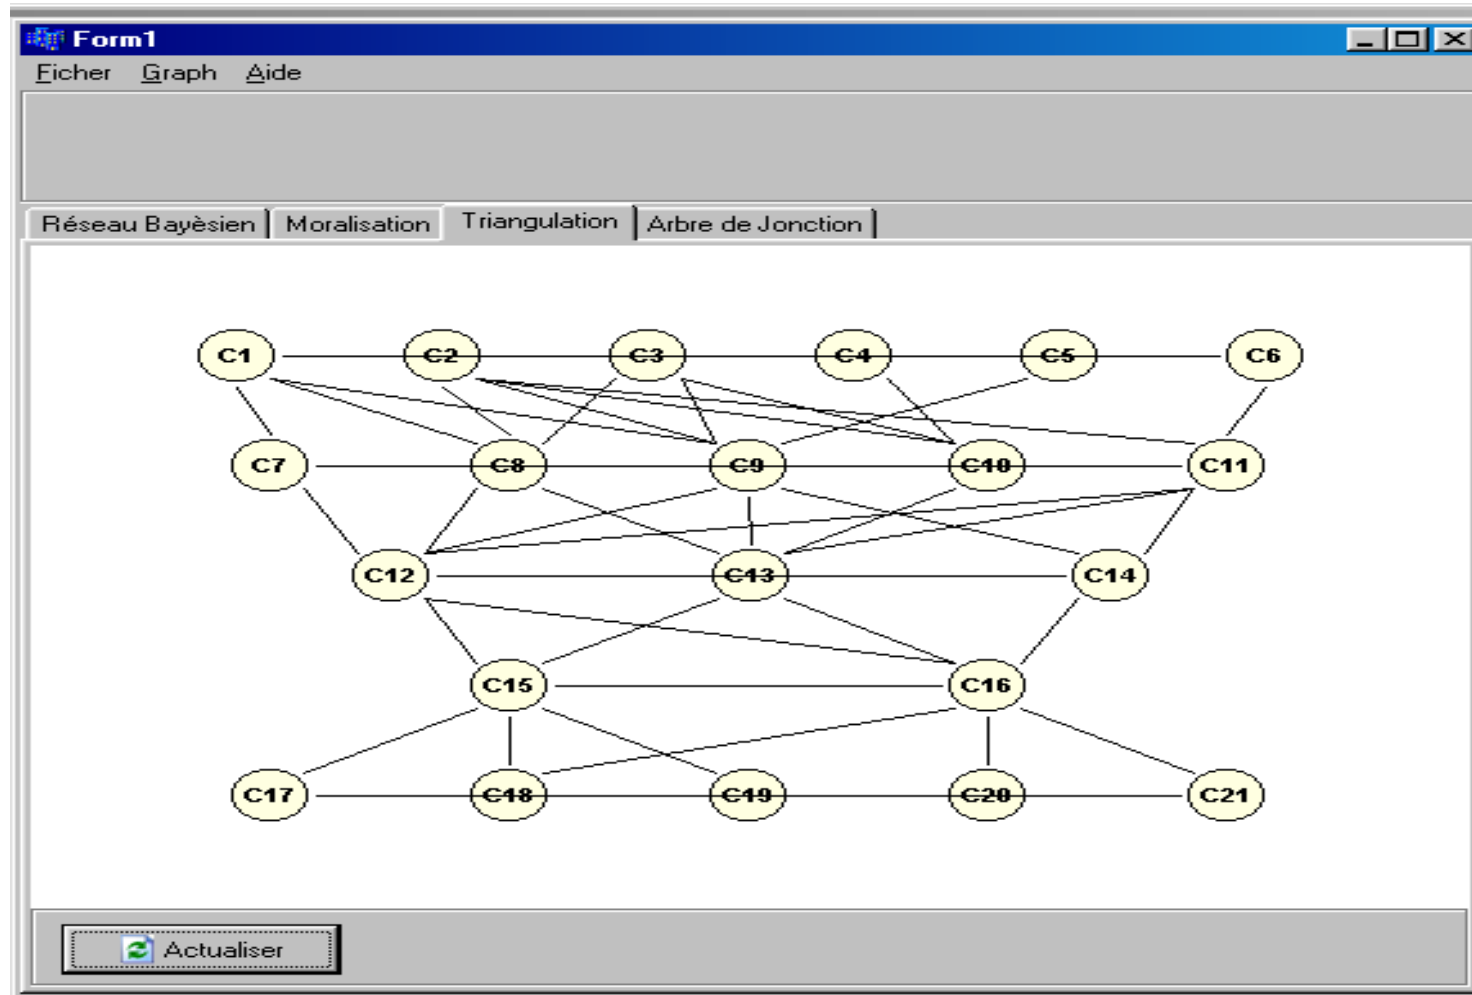 Form1
Ficher Graph Aide
Réseau Bayèsien Moralisation Triangulation Arbre de Jonction
C1 C2 C3 C4 C5 C6
C7 C8 C9 C10 C11
C12 C13 C14
C15 C16
C17 C18 C19 C20 C21
Actualiser